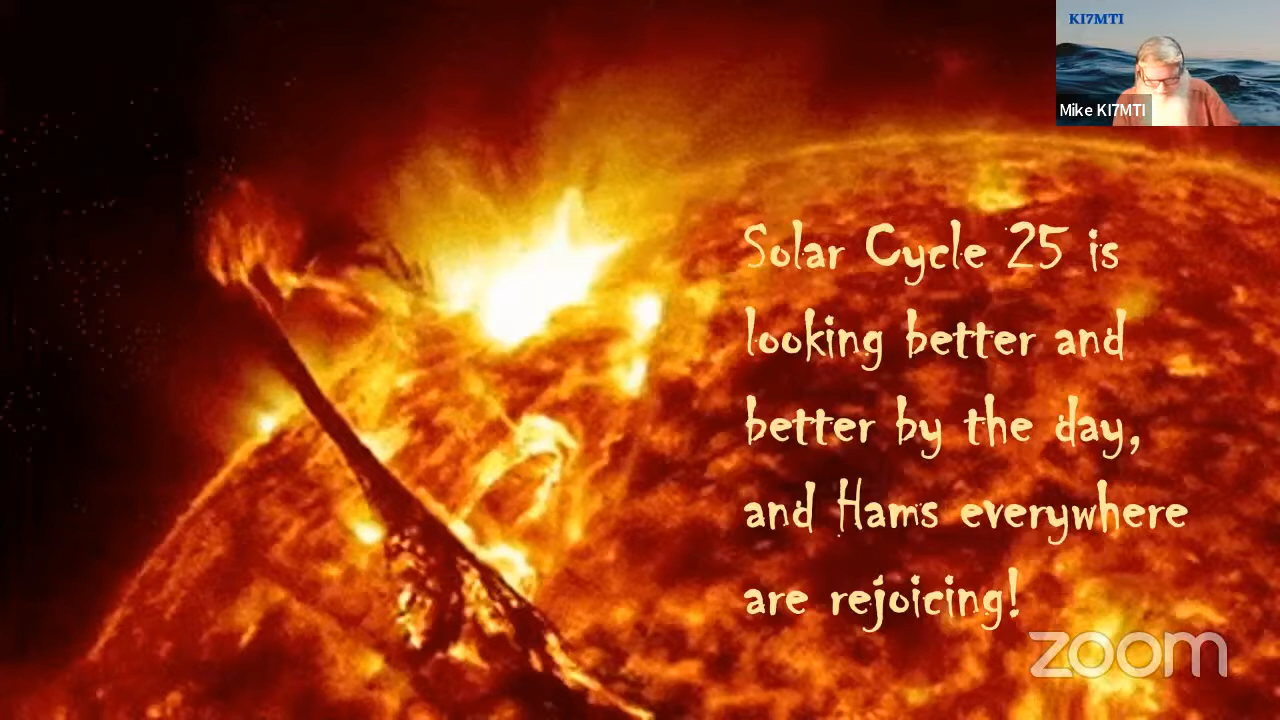 KI7MTI
Mike KI7MTI
Solar Cycle 25 is
looking better and
better by the day,
and Hams everywhere
are rejoicing!
zoom